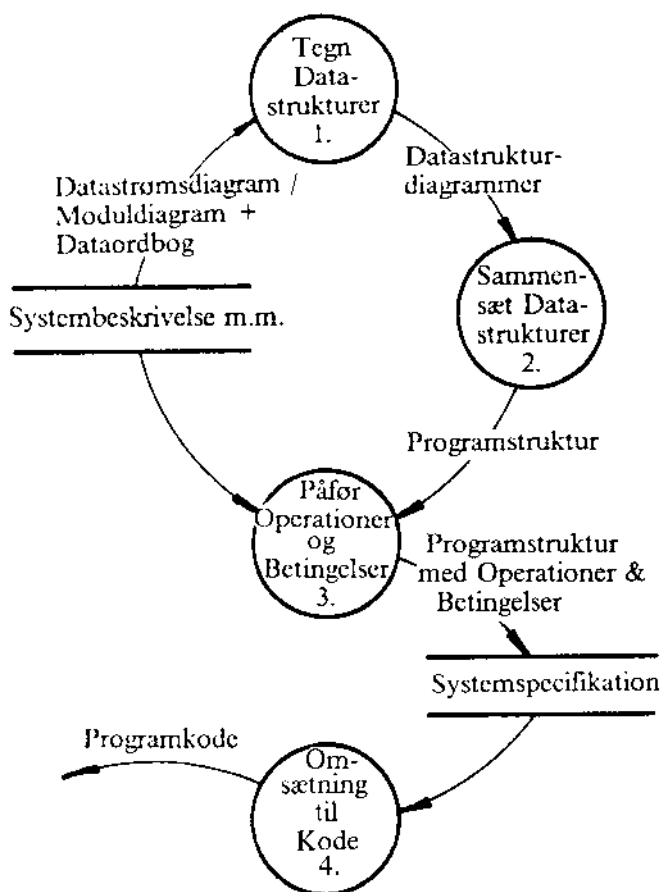 Tegn
Data-
strukturer
1.
Datastrømsdiagram /
Moduldiagram +
Dataordbog
Datastruktur-
diagrammer
Systembeskrivelse m.m.
Sammen-
sæt Data-
strukturer
2.
Programstruktur
Påfør
Operationer
og
Betingelser
3.
Programstruktur
med Operationer &
Betingelser
Systemspecifikation
Programkode
Om-
sætning
til
Kode
4.